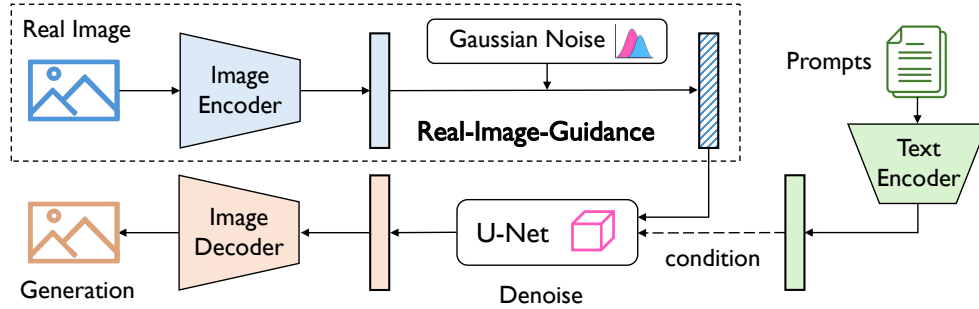 Real Image
Image
Encoder
Gaussian Noise
Real-Image-Guidance
Prompts
Text
Encoder
Image
Decoder
U-Net
condition
Generation
Denoise